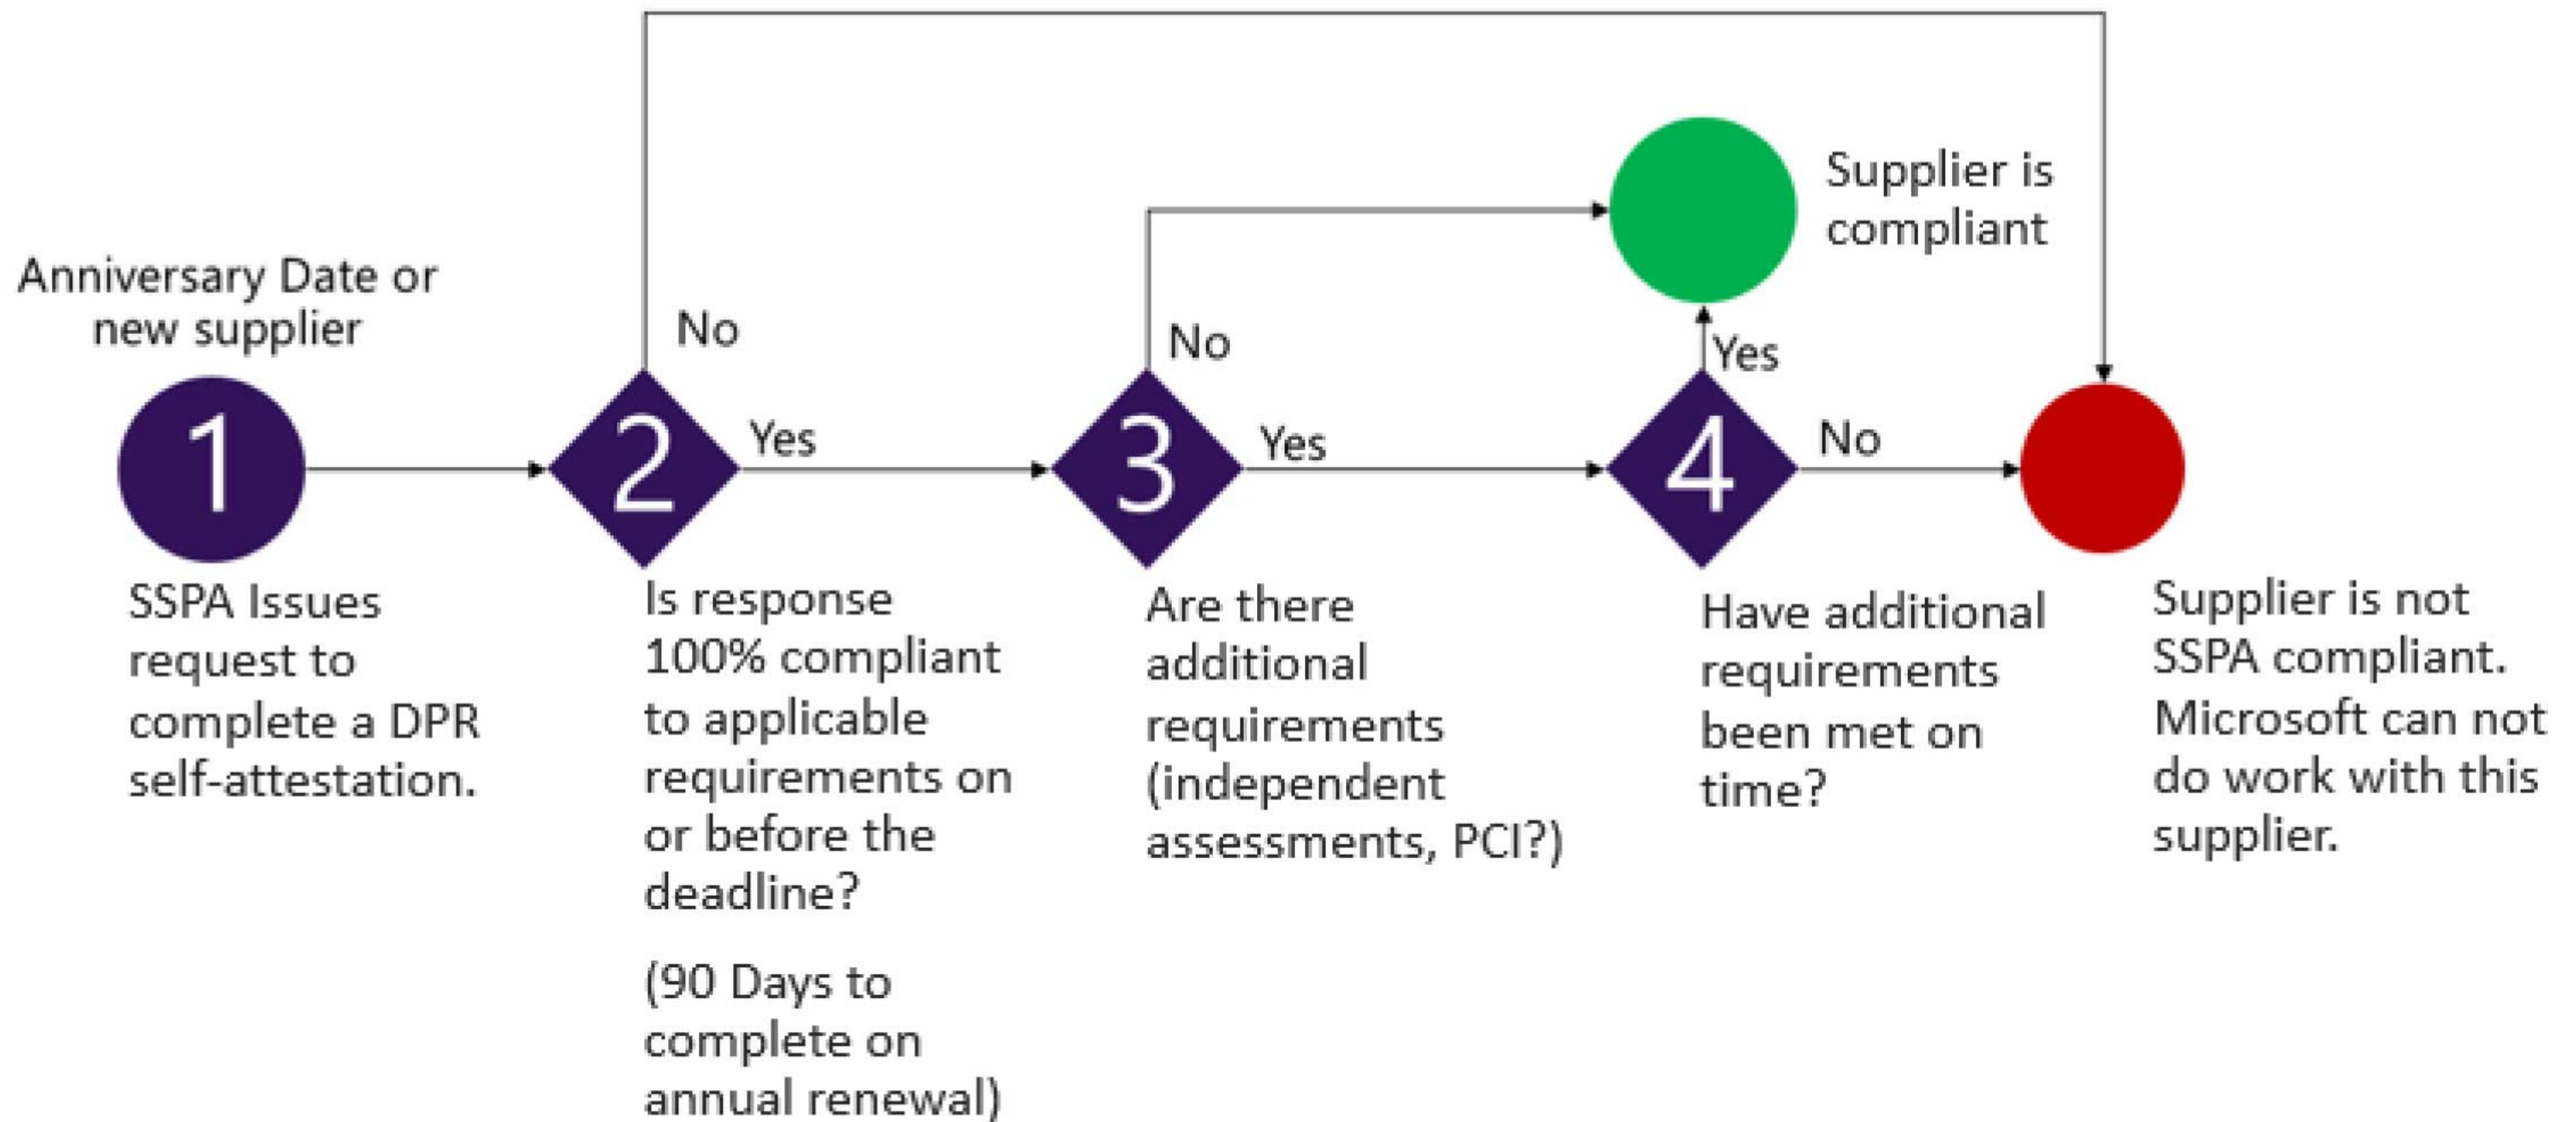 Anniversary Date or
new supplier
1
SSPA Issues
request to
complete a DPR
self-attestation.
No
2
Yes
Is response
100% compliant
to applicable
requirements on
or before the
deadline?
(90 Days to
complete on
annual renewal)
No
3
Yes
Are there
additional
requirements
(independent
assessments, PCI?)
Supplier is
compliant
Yes
4
No
Have additional
requirements
been met on
time?
Supplier is not
SSPA compliant.
Microsoft can not
do work with this
supplier.